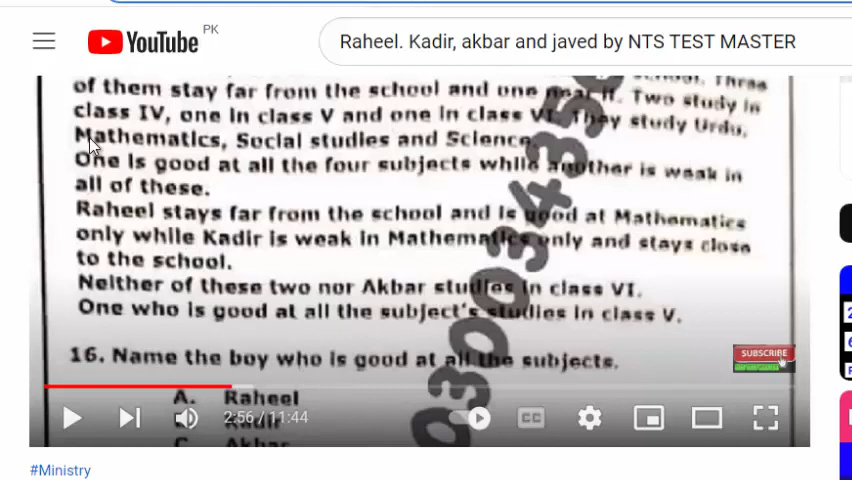 PK
YouTube
Raheel. Kadir, akbar and javed by NTS TEST MASTER
school. Three
of them stay far from the school and one near it. Two study in
class IV, one in class V and one in class VI. They study Urdu,
Mathematics, Social studies and Science.
One is good at all the four subjects while another is weak in
all of these.
Raheel stays far from the school and is good at Mathematics
only while Kadir is weak in Mathematics only and stays close
to the school.
Neither of these two nor Akbar studies in class VI.
One who is good at all the subject's studies in class V.
16. Name the boy who is good at all the subjects.
SUBSCRIBE
A. Raheel
2:56 / 11:44
CC
Kadir
C. Akbar
03003435
#Ministry